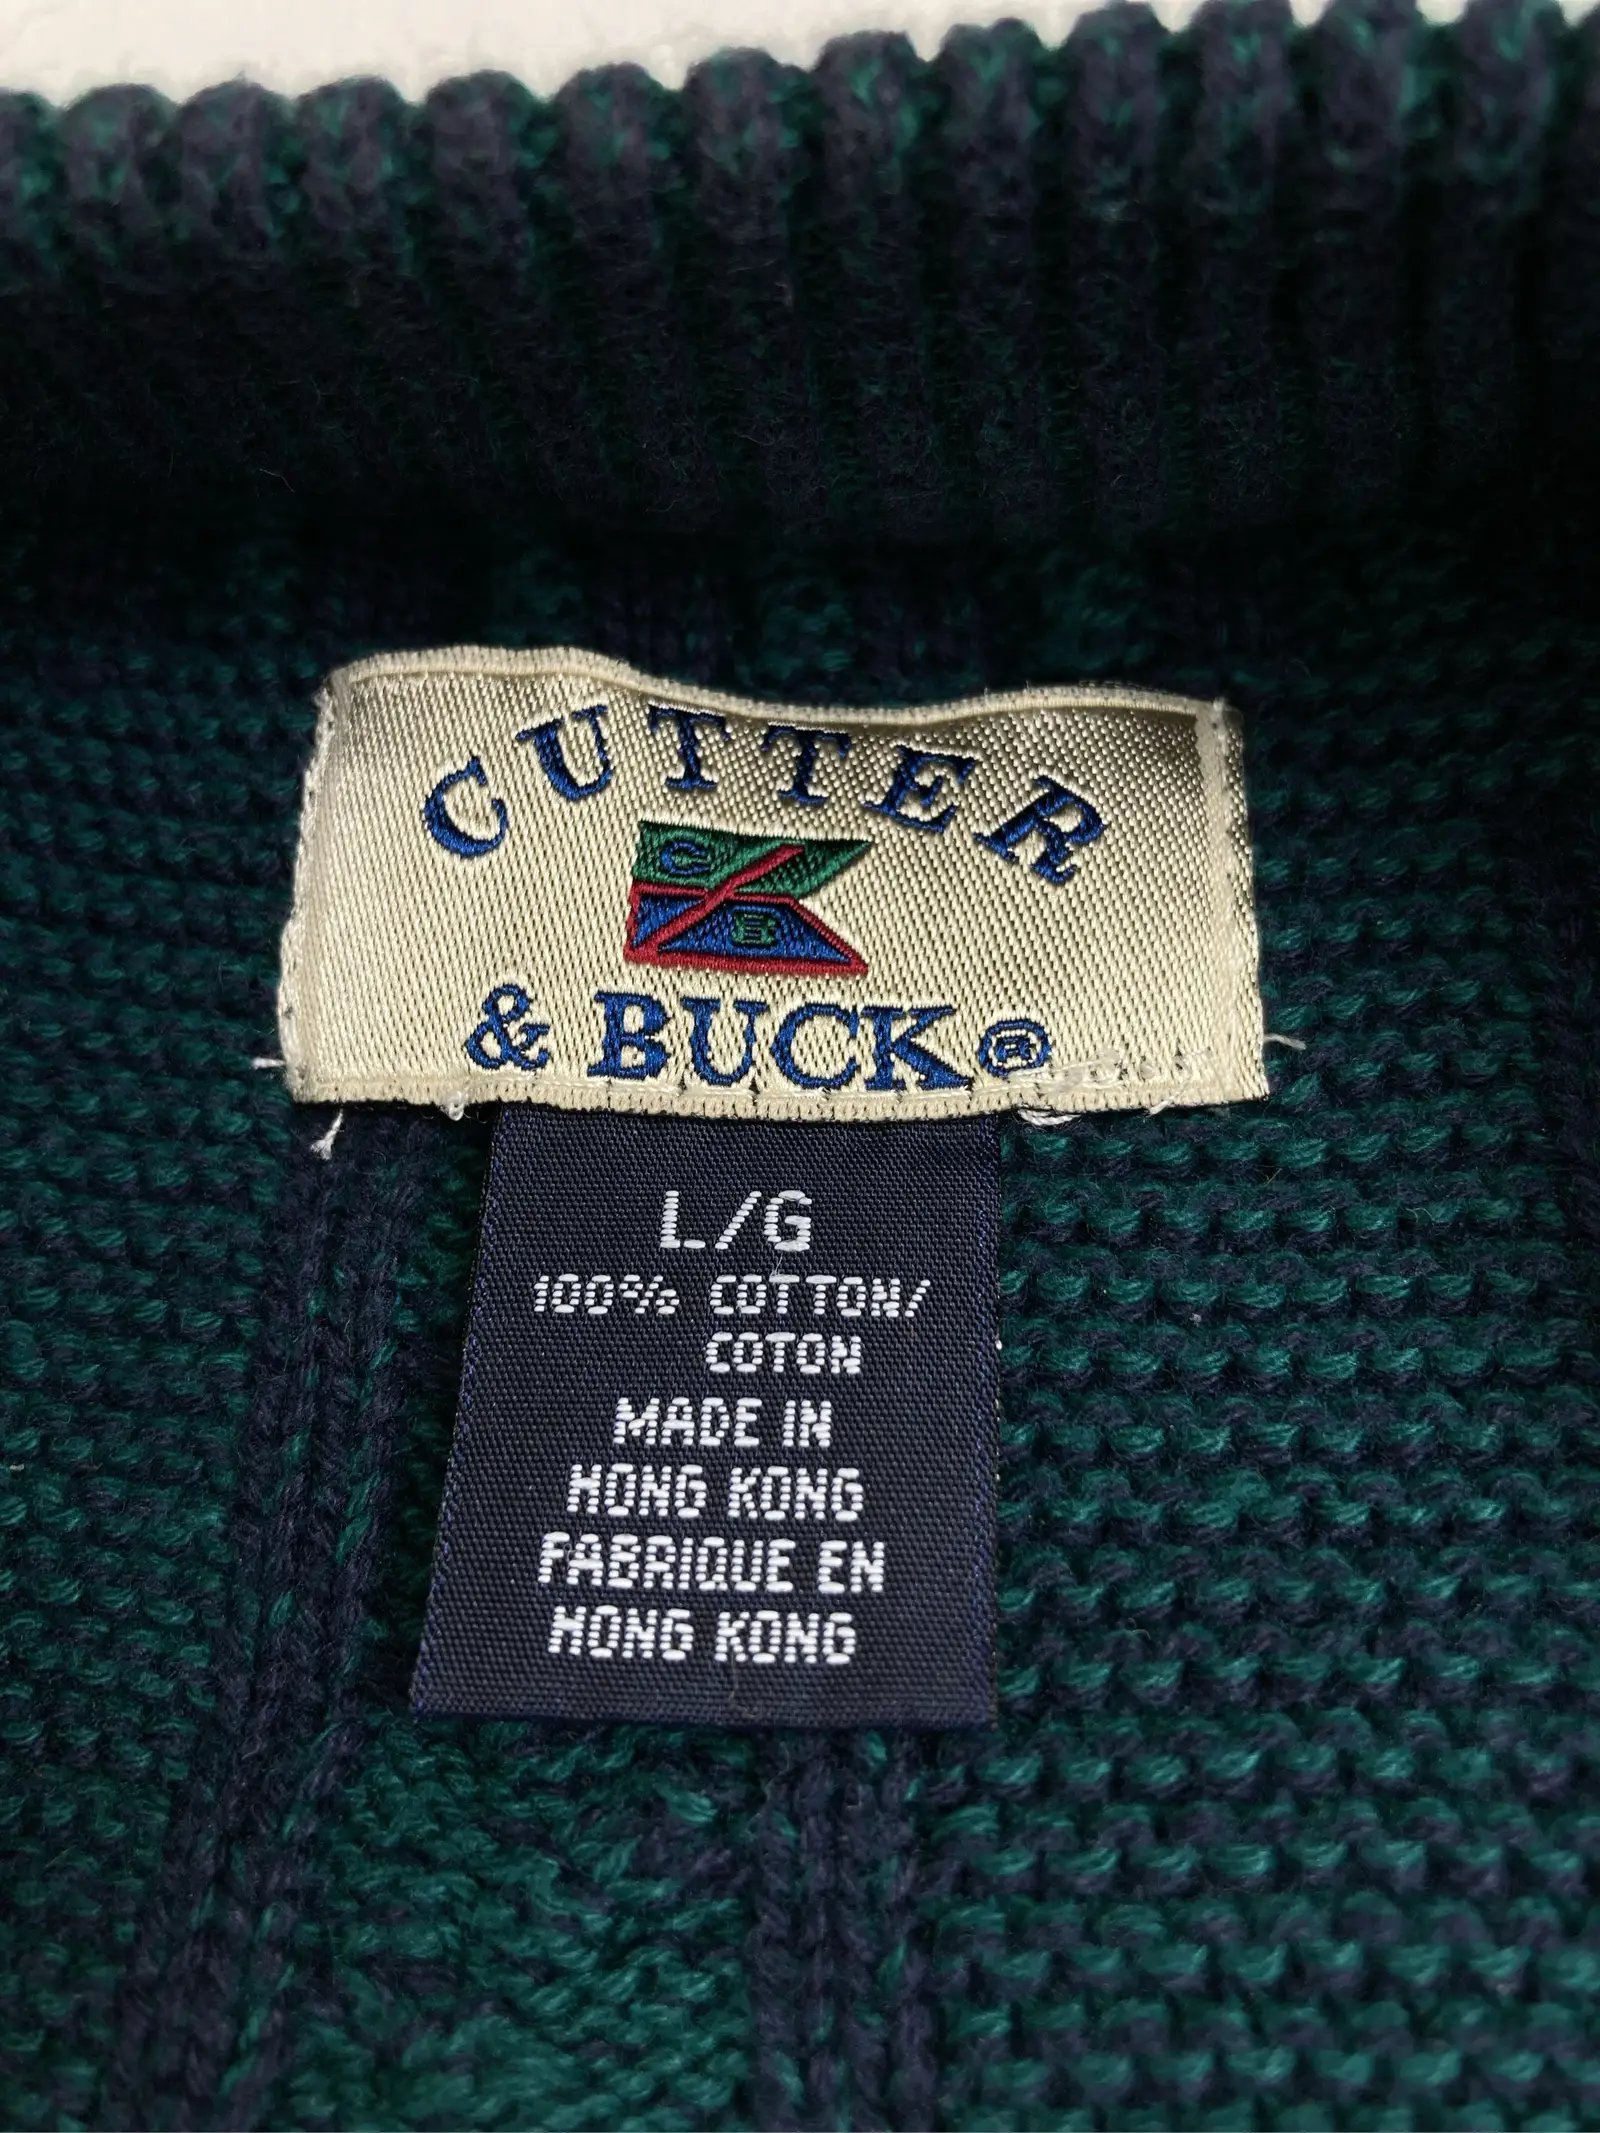 CUTTER
C
B
& BUCK®
L/G
100% COTTON/
COTON
MADE IN
HONG KONG
FABRIQUE EN
HONG KONG